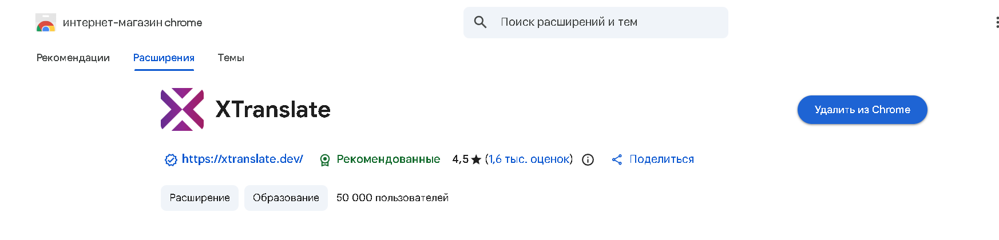 интернет-магазин chrome
Поиск расширений и тем
Рекомендации Расширения Темы
XTranslate
Удалить из Chrome
https://xtranslate.dev/ Рекомендованные 4,5★ (1,6 тыс. оценок) Поделиться
Расширение Образование 50 000 пользователей